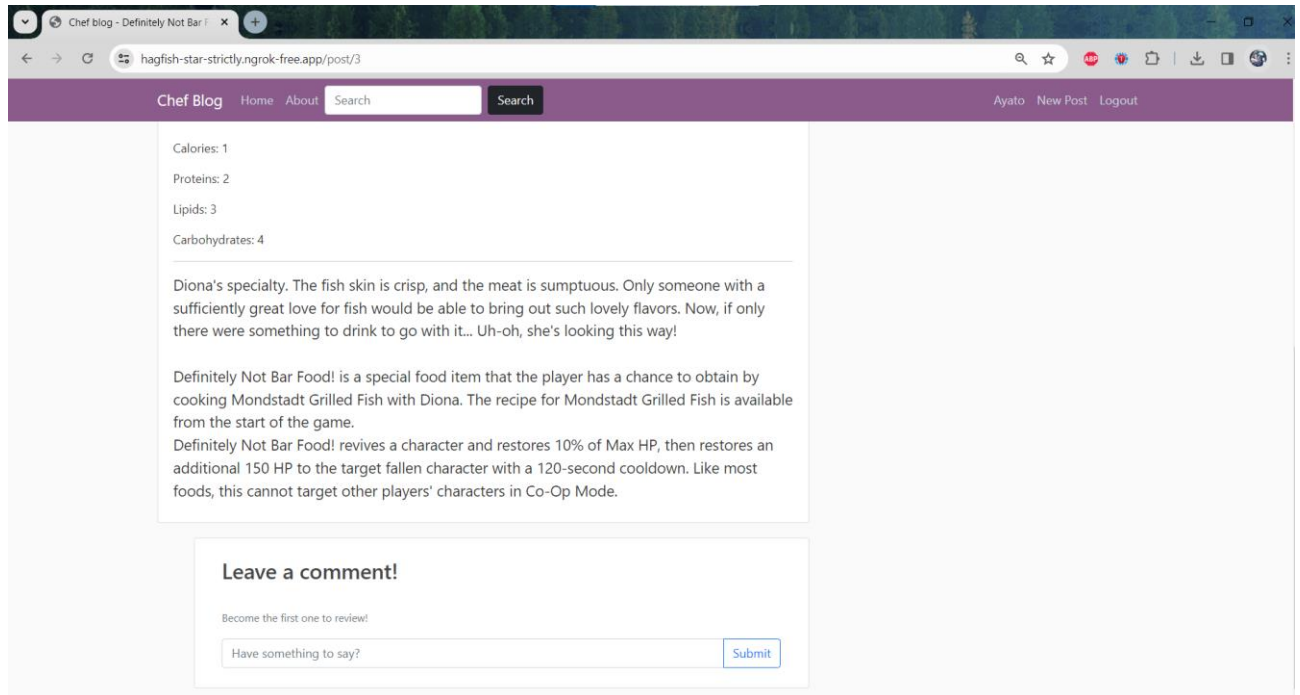 Chef blog - Definitely Not Bar F
hagfish-star-strictly.ngrok-free.app/post/3
ABP
Chef Blog Home About Search Search Ayato New Post Logout
Calories: 1
Proteins: 2
Lipids: 3
Carbohydrates: 4
Diona's specialty. The fish skin is crisp, and the meat is sumptuous. Only someone with a
sufficiently great love for fish would be able to bring out such lovely flavors. Now, if only
there were something to drink to go with it... Uh-oh, she's looking this way!
Definitely Not Bar Food! is a special food item that the player has a chance to obtain by
cooking Mondstadt Grilled Fish with Diona. The recipe for Mondstadt Grilled Fish is available
from the start of the game.
Definitely Not Bar Food! revives a character and restores 10% of Max HP, then restores an
additional 150 HP to the target fallen character with a 120-second cooldown. Like most
foods, this cannot target other players' characters in Co-Op Mode.
Leave a comment!
Become the first one to review!
Have something to say? Submit